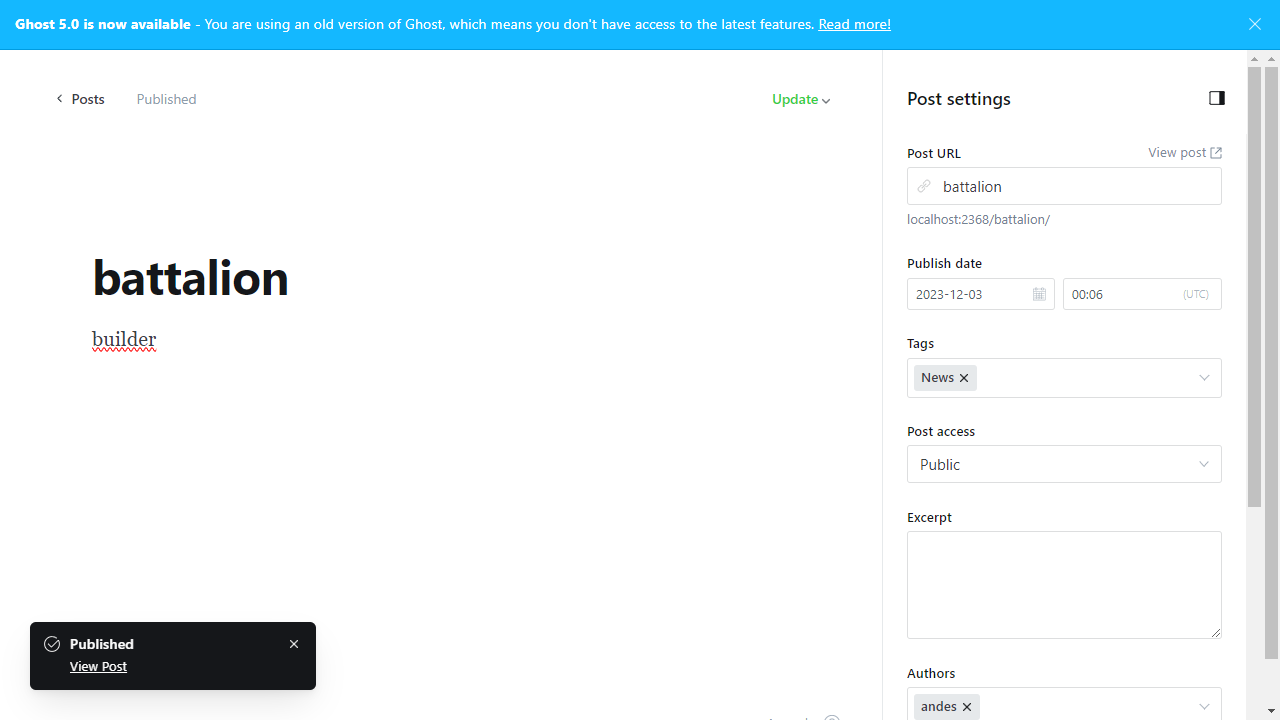 Ghost 5.0 is now available - You are using an old version of Ghost, which means you don't have access to the latest features. Read more!
Posts
Published
Update
battalion
builder
Published
View Post
Post settings
Post URL
View post
battalion
localhost:2368/battalion/
Publish date
2023-12-03
00:06
(UTC)
Tags
News
Post access
Public
Excerpt
Authors
andes